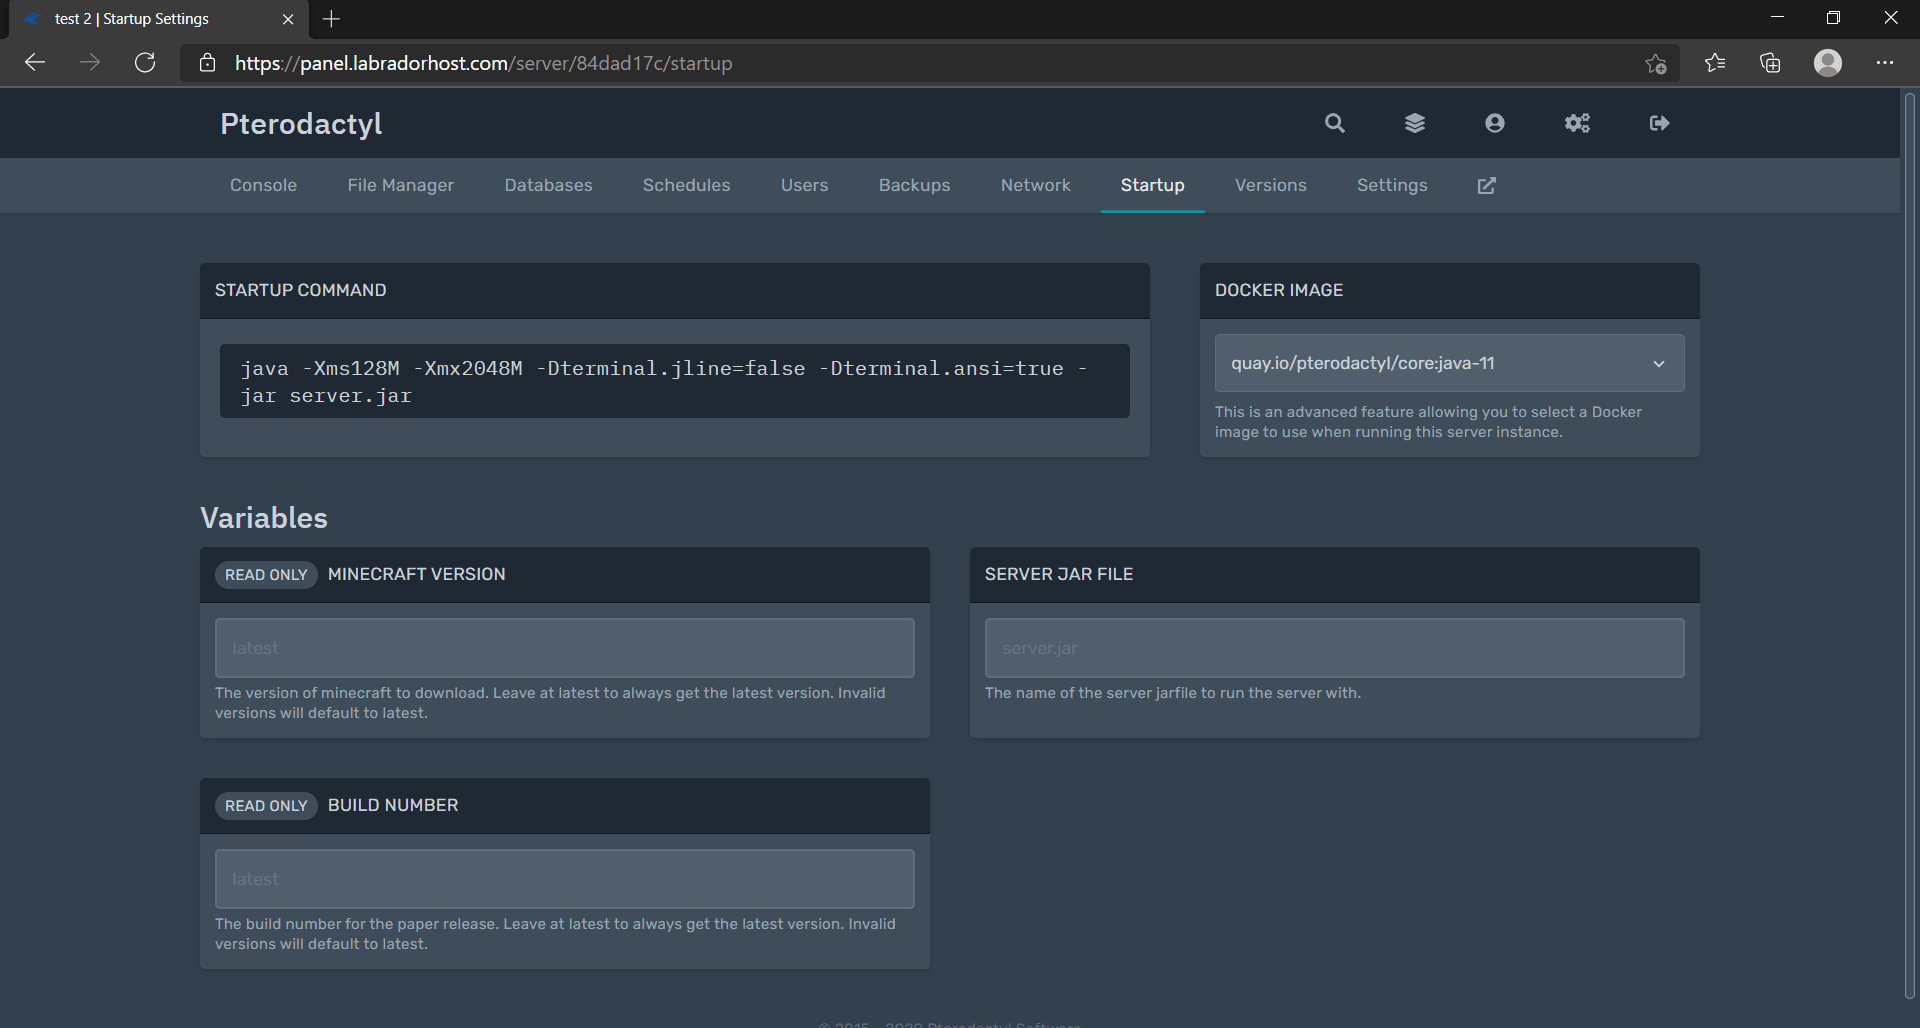 test 2 | Startup Settings
https://panel.labradorhost.com/server/84dad17c/startup
Pterodactyl
Console File Manager Databases Schedules Users Backups Network Startup Versions Settings
STARTUP COMMAND
java -Xms128M -Xmx2048M -Dterminal.jline=false -Dterminal.ansi=true -
jar server.jar
DOCKER IMAGE
quay.io/pterodactyl/core:java-11
This is an advanced feature allowing you to select a Docker
image to use when running this server instance.
Variables
READ ONLY MINECRAFT VERSION
latest
The version of minecraft to download. Leave at latest to always get the latest version. Invalid
versions will default to latest.
SERVER JAR FILE
server.jar
The name of the server jarfile to run the server with.
READ ONLY BUILD NUMBER
latest
The build number for the paper release. Leave at latest to always get the latest version. Invalid
versions will default to latest.
© 2015 - 2020 Pterodactyl Software